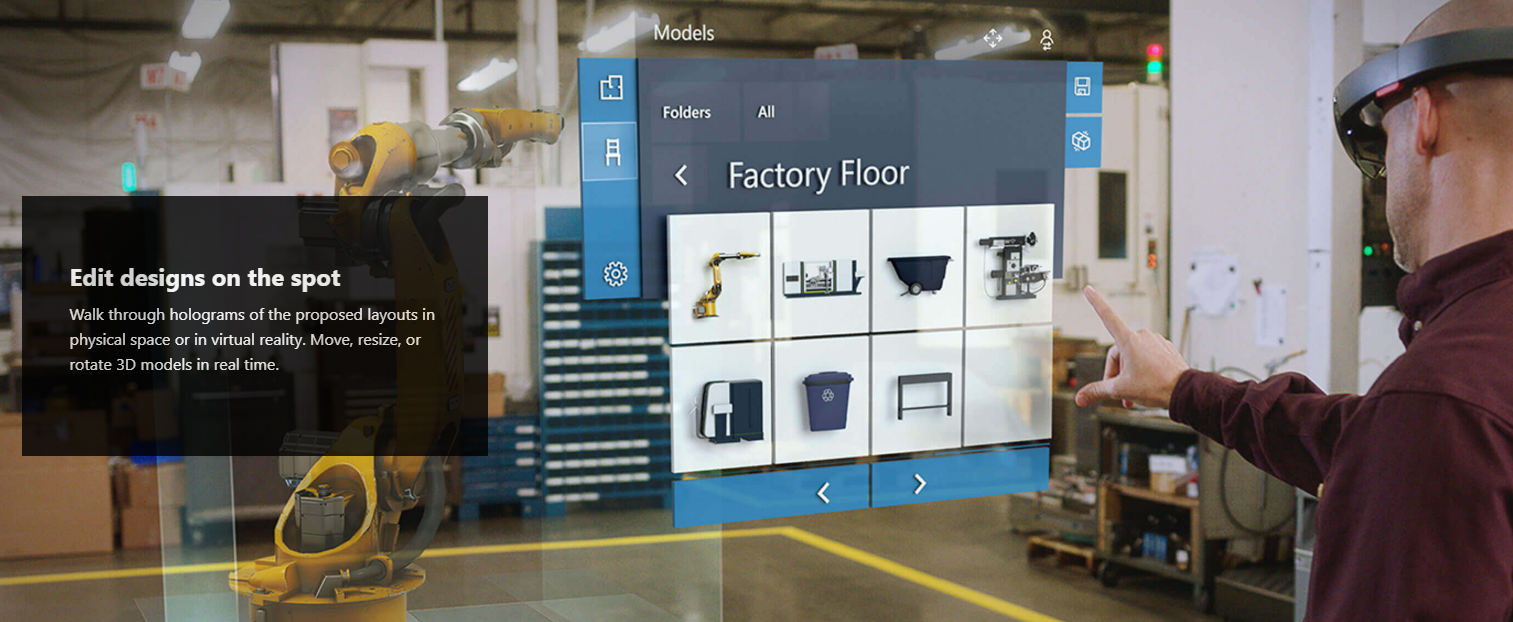 Models
Folders
All
Factory Floor
Edit designs on the spot
Walk through holograms of the proposed layouts in
physical space or in virtual reality. Move, resize, or
rotate 3D models in real time.